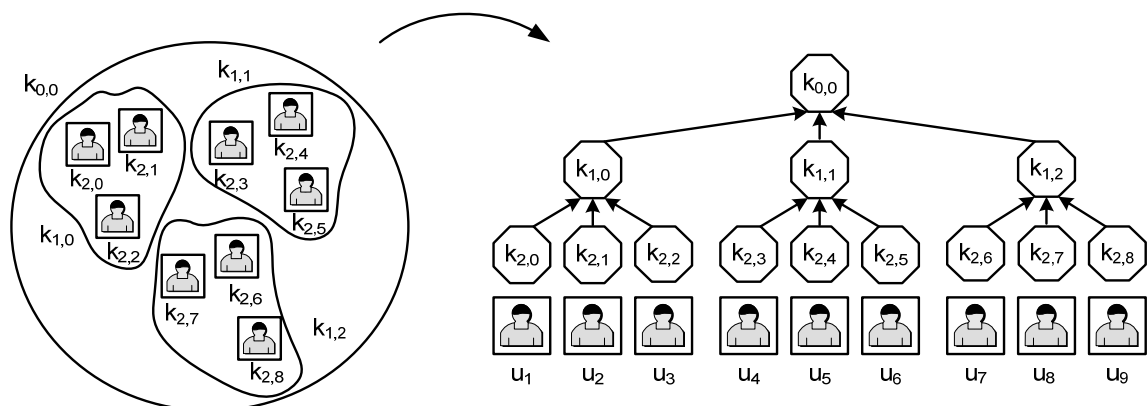 k0,0
k1,1
k2,4
k2,1
k2,0
k2,3
k2,5
k1,0
k2,2
k2,6
k2,7
k1,2
k2,8
k0,0
k1,0 k1,1 k1,2
k2,0 k2,1 k2,2 k2,3 k2,4 k2,5 k2,6 k2,7 k2,8
u1 u2 u3 u4 u5 u6 u7 u8 u9